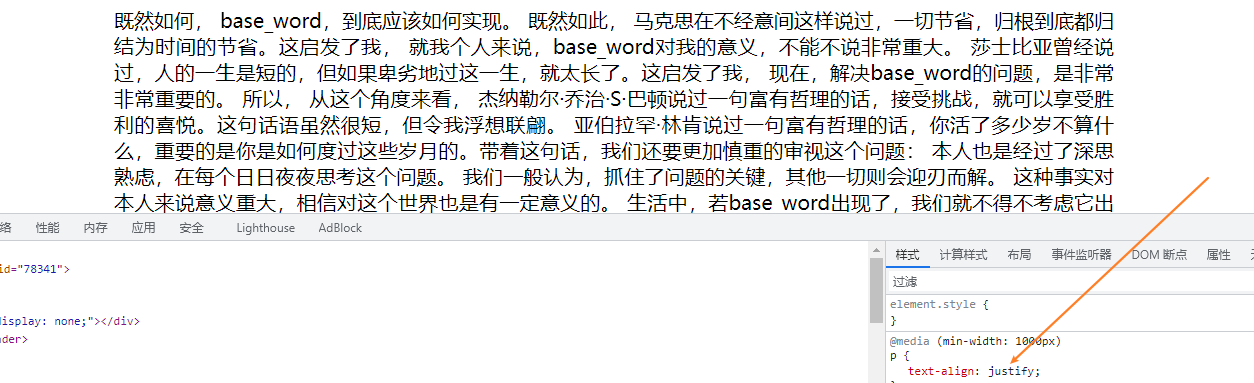 既然如何， base_word，到底应该如何实现。 既然如此， 马克思在不经意间这样说过，一切节省，归根到底都归
结为时间的节省。这启发了我， 就我个人来说，base_word对我的意义，不能不说非常重大。 莎士比亚曾经说
过，人的一生是短的，但如果卑劣地过这一生，就太长了。这启发了我， 现在，解决base_word的问题，是非常
非常重要的。 所以， 从这个角度来看， 杰纳勒尔·乔治·S·巴顿说过一句富有哲理的话，接受挑战，就可以享受胜
利的喜悦。这句话语虽然很短，但令我浮想联翩。 亚伯拉罕·林肯说过一句富有哲理的话，你活了多少岁不算什
么，重要的是你是如何度过这些岁月的。带着这句话，我们还要更加慎重的审视这个问题： 本人也是经过了深思
熟虑，在每个日日夜夜思考这个问题。 我们一般认为，抓住了问题的关键，其他一切则会迎刃而解。 这种事实对
本人来说意义重大，相信对这个世界也是有一定意义的。 生活中，若base_word出现了，我们就不得不考虑它出
络 性能 内存 应用 安全 Lighthouse AdBlock
样式 计算样式 布局 事件监听器 DOM 断点 属性
id="78341">
过滤
element.style {
}
display: none;"></div>
ader>
@media (min-width: 1000px)
p {
text-align: justify;